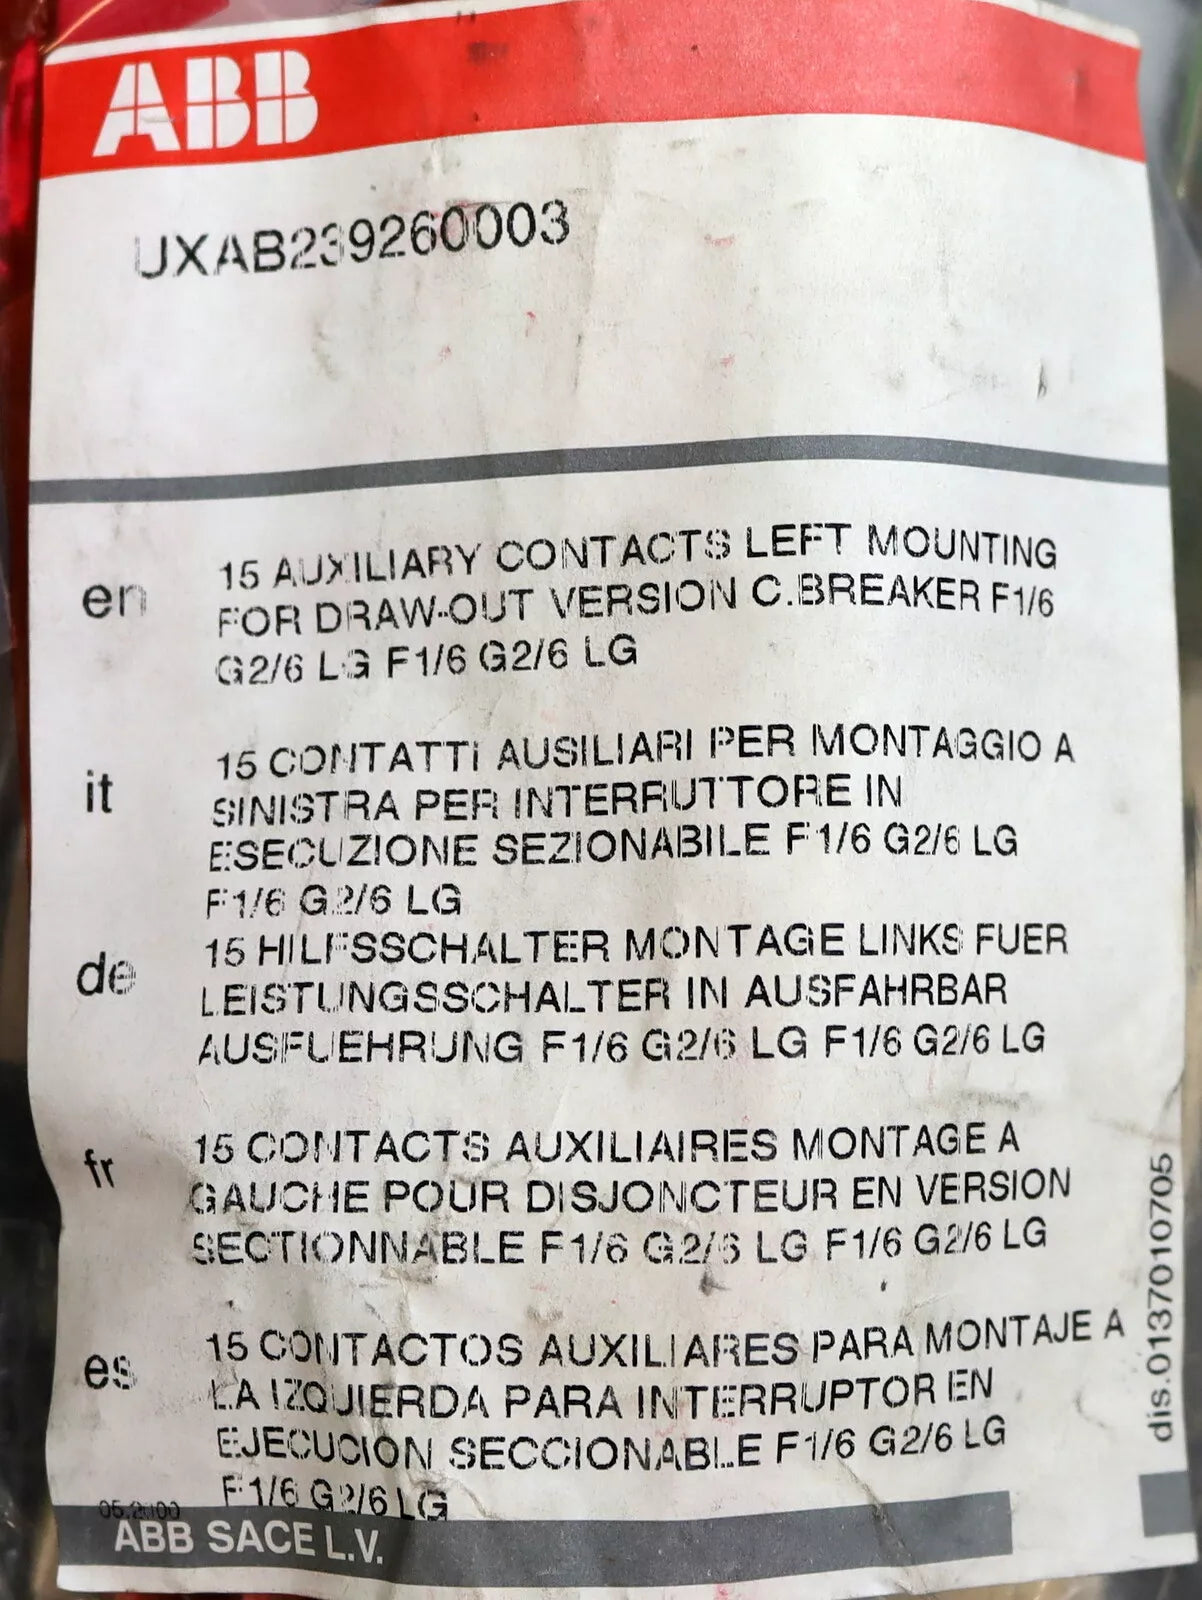 ABB
UXAB239260003
en
15 AUXILIARY CONTACTS LEFT MOUNTING
FOR DRAW-OUT VERSION C.BREAKER F1/6
G2/6 LG F1/6 G2/6 LG
it
15 CONTATTI AUSILIARI PER MONTAGGIO A
SINISTRA PER INTERRUTTORE IN
ESECUZIONE SEZIONABILE F1/6 G2/6 LG
F1/6 G2/6 LG
de
15 HILFSSCHALTER MONTAGE LINKS FUER
LEISTUNGSSCHALTER IN AUSFAHRBAR
AUSFUEHRUNG F1/6 G2/6 LG F1/6 G2/6 LG
fr
15 CONTACTS AUXILIAIRES MONTAGE A
GAUCHE POUR DISJONCTEUR EN VERSION
SECTIONNABLE F1/6 G2/6 LG F1/6 G2/6 LG
es
15 CONTACTOS AUXILIARES PARA MONTAJE A
LA IZQUIERDA PARA INTERRUPTOR EN
EJECUCION SECCIONABLE F1/6 G2/6 LG
F1/6 G2/6 LG
05.2000
ABB SACE L.V.
dis.0137010705